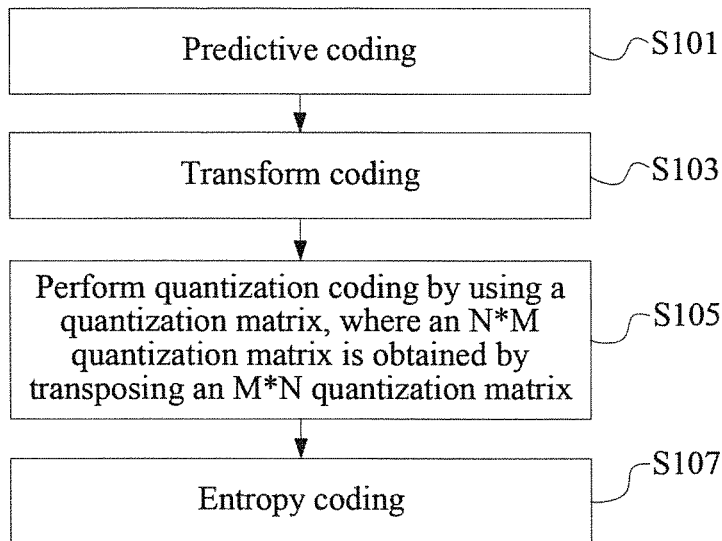 Predictive coding
S101
Transform coding
S103
Perform quantization coding by using a
quantization matrix, where an N*M
quantization matrix is obtained by
transposing an M*N quantization matrix
S105
Entropy coding
S107